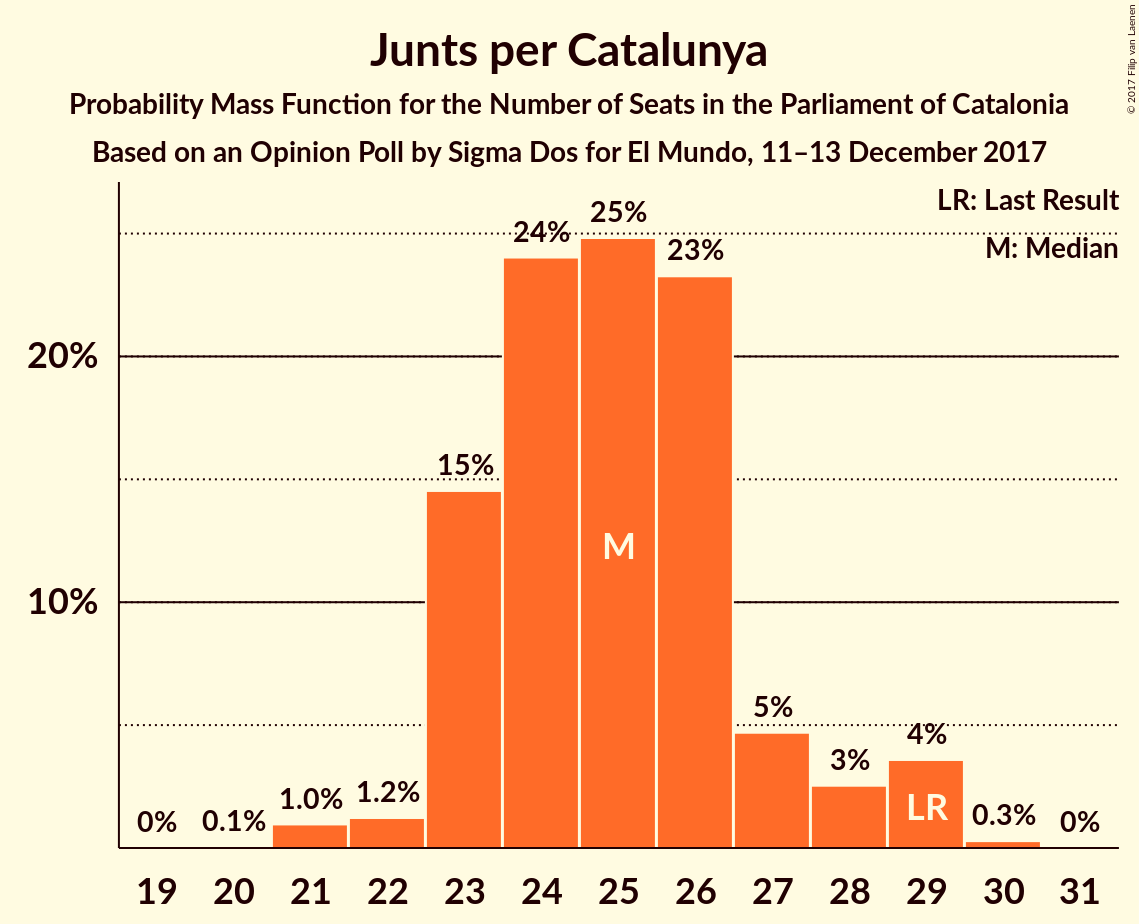 Junts per Catalunya
Probability Mass Function for the Number of Seats in the Parliament of Catalonia
Based on an Opinion Poll by Sigma Dos for El Mundo, 11–13 December 2017
© 2017 Filip van Laenen
LR: Last Result
M: Median
20%
10%
0%
0.1%
1.0%
1.2%
15%
24%
25%
23%
5%
3%
4%
0.3%
0%
M
LR
19 20 21 22 23 24 25 26 27 28 29 30 31